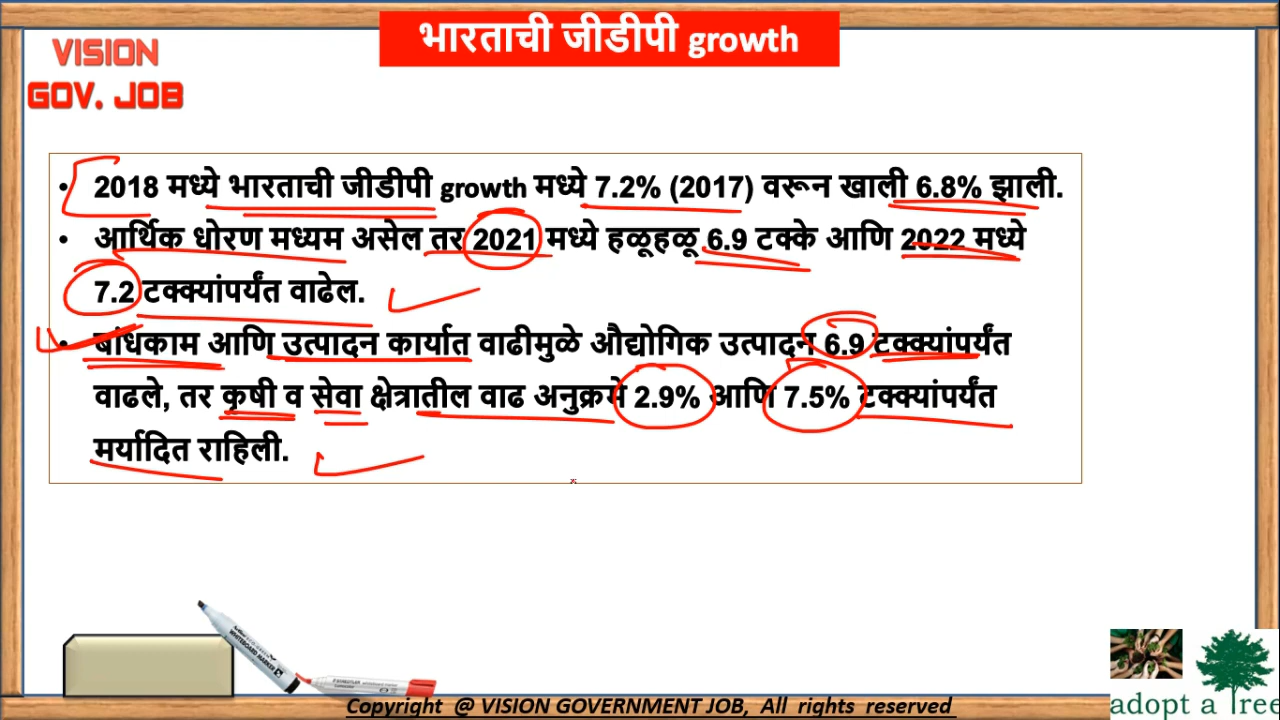 भारताची जीडीपी growth
VISION
GOV. JOB
• 2018 मध्ये भारताची जीडीपी growth मध्ये 7.2% (2017) वरून खाली 6.8% झाली.
• आर्थिक धोरण मध्यम असेल तर 2021 मध्ये हळूहळू 6.9 टक्के आणि 2022 मध्ये
7.2 टक्क्यांपर्यंत वाढेल.
• बांधकाम आणि उत्पादन कार्यात वाढीमुळे औद्योगिक उत्पादन 6.9 टक्क्यांपर्यंत
वाढले, तर कृषी व सेवा क्षेत्रातील वाढ अनुक्रमे 2.9% आणि 7.5% टक्क्यांपर्यंत
मर्यादित राहिली.
WHITEBOARD MARKER
Copyright @ VISION GOVERNMENT JOB, All rights reserved
adopt a Tree